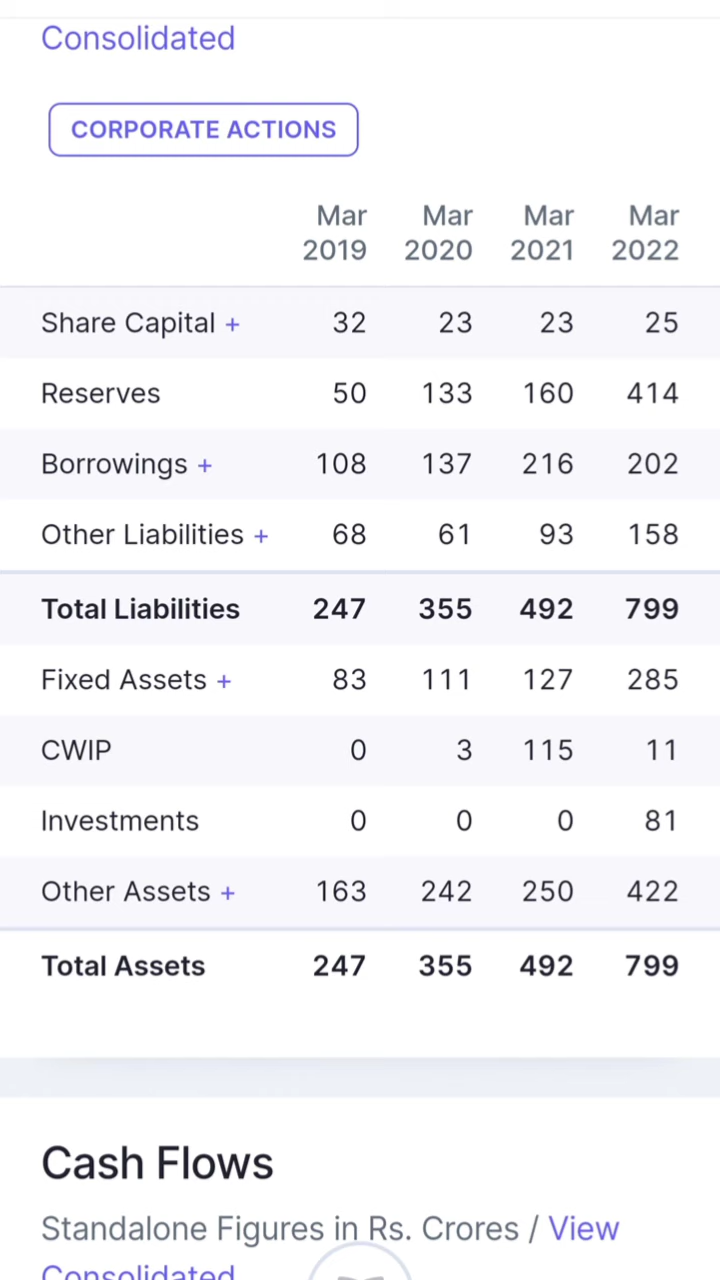 Consolidated
CORPORATE ACTIONS
Mar Mar Mar Mar
2019 2020 2021 2022
Share Capital + 32 23 23 25
Reserves 50 133 160 414
Borrowings + 108 137 216 202
Other Liabilities + 68 61 93 158
Total Liabilities 247 355 492 799
Fixed Assets + 83 111 127 285
CWIP 0 3 115 11
Investments 0 0 0 81
Other Assets + 163 242 250 422
Total Assets 247 355 492 799
Cash Flows
Standalone Figures in Rs. Crores / View
Consolidated